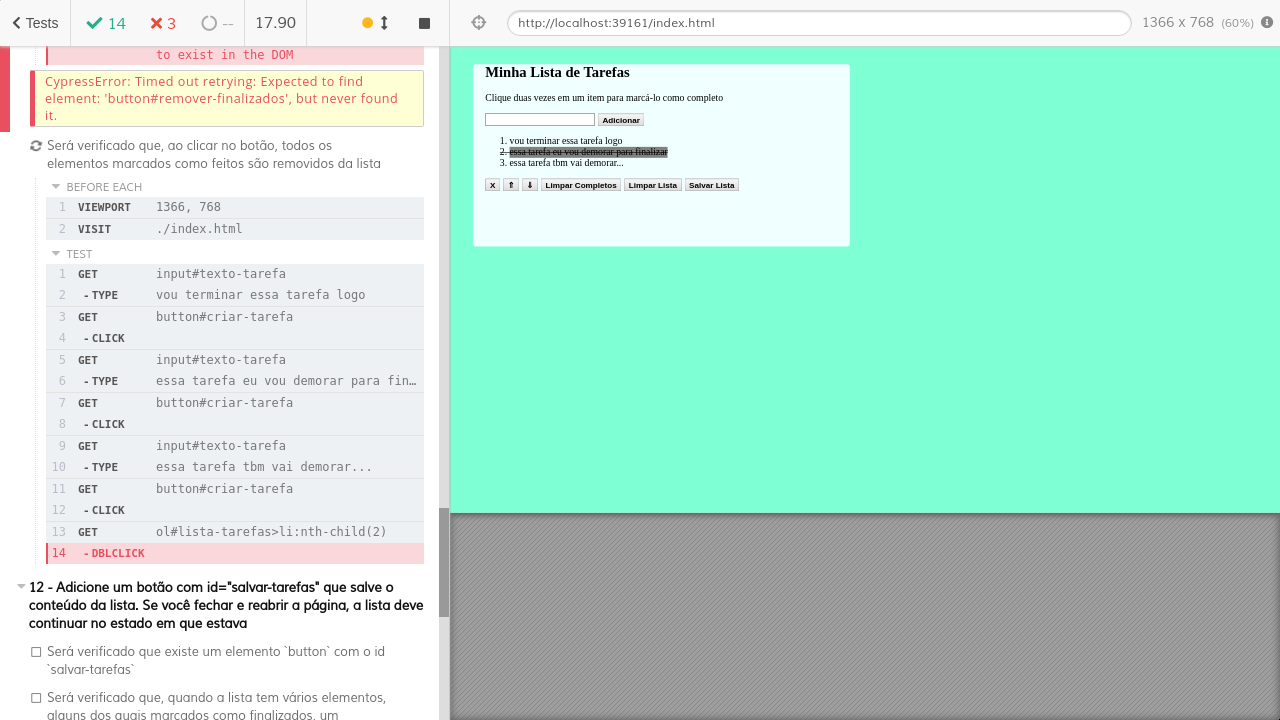 Tests
14
3
--
17.90
http://localhost:39161/index.html
1366 x 768 (60%)
to exist in the DOM
CypressError: Timed out retrying: Expected to find
element: 'button#remover-finalizados', but never found
it.
Será verificado que, ao clicar no botão, todos os
elementos marcados como feitos são removidos da lista
BEFORE EACH
1 VIEWPORT 1366, 768
2 VISIT ./index.html
TEST
1 GET input#texto-tarefa
2 - TYPE vou terminar essa tarefa logo
3 GET button#criar-tarefa
4 - CLICK
5 GET input#texto-tarefa
6 - TYPE essa tarefa eu vou demorar para fin…
7 GET button#criar-tarefa
8 - CLICK
9 GET input#texto-tarefa
10 - TYPE essa tarefa tbm vai demorar...
11 GET button#criar-tarefa
12 - CLICK
13 GET ol#lista-tarefas>li:nth-child(2)
14 - DBLCLICK
12 - Adicione um botão com id="salvar-tarefas" que salve o
conteúdo da lista. Se você fechar e reabrir a página, a lista deve
continuar no estado em que estava
Será verificado que existe um elemento `button` com o id
`salvar-tarefas`
Será verificado que, quando a lista tem vários elementos,
alguns dos quais marcados como finalizados, um
Minha Lista de Tarefas
Clique duas vezes em um item para marcá-lo como completo
Adicionar
1. vou terminar essa tarefa logo
2. essa tarefa eu vou demorar para finalizar
3. essa tarefa tbm vai demorar...
X ⇑ ⇓ Limpar Completos Limpar Lista Salvar Lista